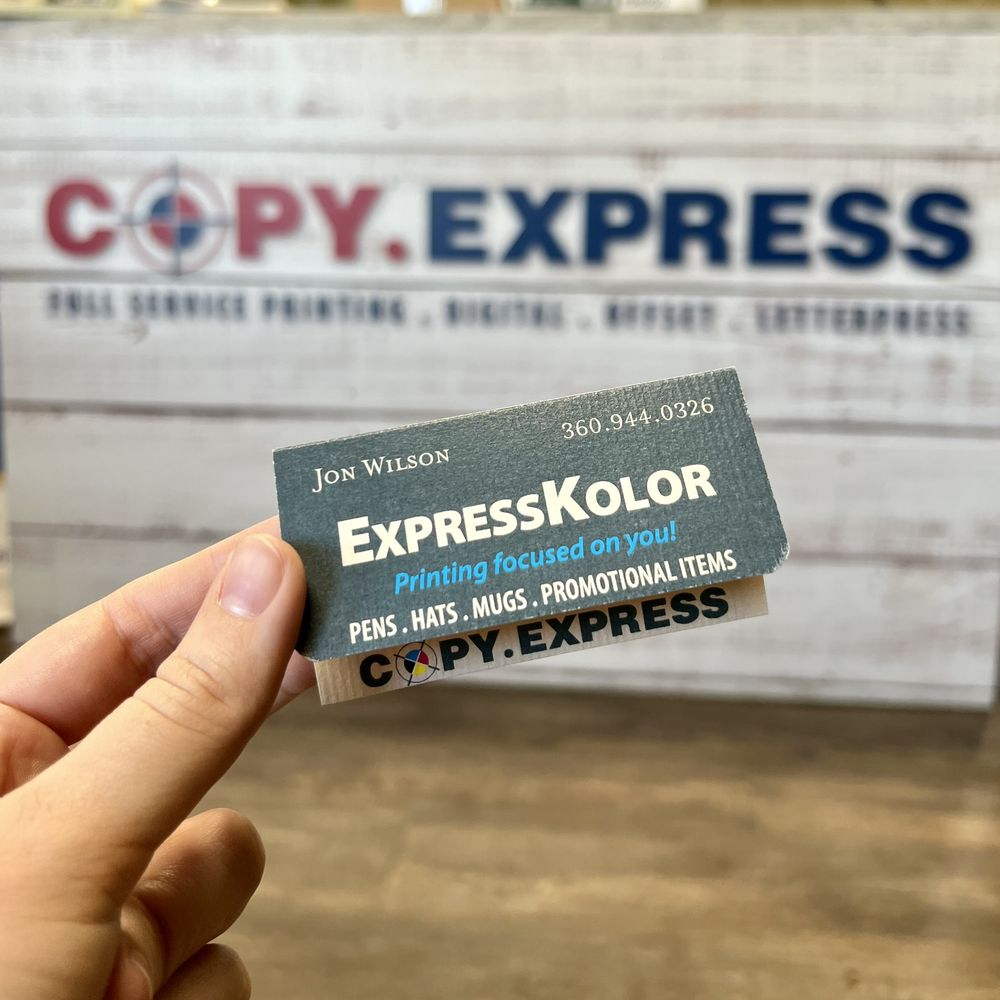 COPY.EXPRESS
FULL SERVICE PRINTING . DIGITAL . OFFSET . LETTERPRESS
JON WILSON
360.944.0326
EXPRESSKOLOR
Printing focused on you!
PENS . HATS . MUGS . PROMOTIONAL ITEMS
COPY.EXPRESS